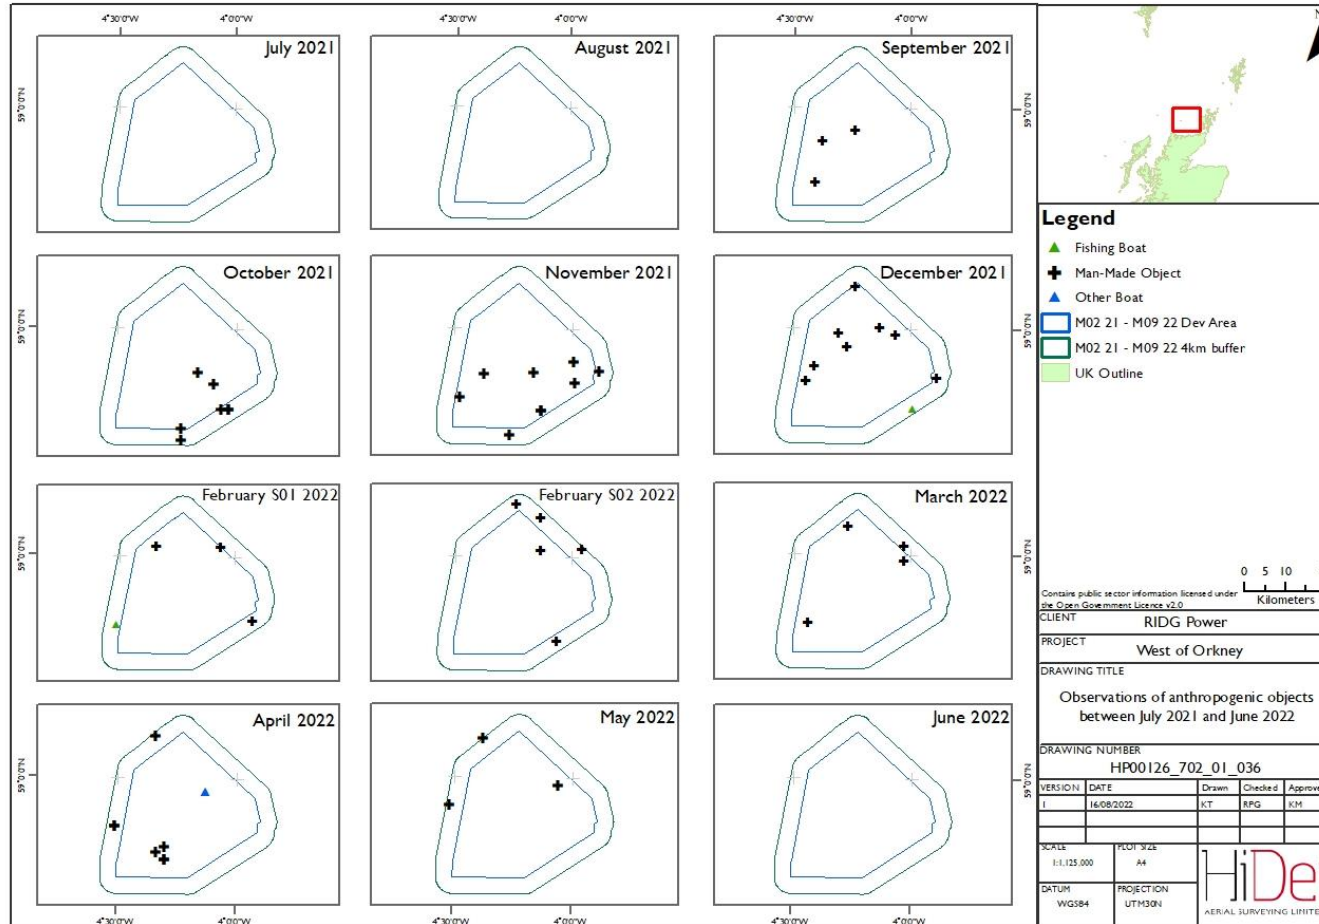 4°30'0"W 4°0'0"W 4°30'0"W 4°0'0"W 4°30'0"W 4°0'0"W
July 2021
August 2021
September 2021
59°0'0"N
59°0'0"N
October 2021
November 2021
December 2021
59°0'0"N
59°0'0"N
February S01 2022
February S02 2022
March 2022
59°0'0"N
59°0'0"N
April 2022
May 2022
June 2022
59°0'0"N
59°0'0"N
4°30'0"W 4°0'0"W 4°30'0"W 4°0'0"W 4°30'0"W 4°0'0"W
Legend
Fishing Boat
Man-Made Object
Other Boat
M02 21 - M09 22 Dev Area
M02 21 - M09 22 4km buffer
UK Outline
0 5 10
Kilometers
Contains public sector information licensed under
the Open Government Licence v2.0
CLIENT
RIDG Power
PROJECT
West of Orkney
DRAWING TITLE
Observations of anthropogenic objects
between July 2021 and June 2022
DRAWING NUMBER
HP00126_702_01_036
VERSION DATE Drawn Checked Approve
1 16/08/2022 KT RPG KM
SCALE PLOT SIZE
1:1,125,000 A4
DATUM PROJECTION
WGS84 UTM30N
HiDe
AERIAL SURVEYING LIMITE